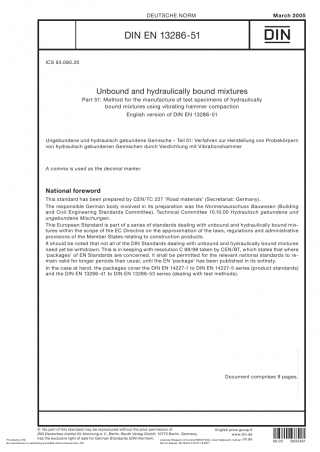 DEUTSCHE NORM
March 2005
DIN EN 13286-51
DIN
ICS 93.080.20
Unbound and hydraulically bound mixtures
Part 51: Method for the manufacture of test specimens of hydraulically
bound mixtures using vibrating hammer compaction
English version of DIN EN 13286-51
Ungebundene und hydraulisch gebundene Gemische – Teil 51: Verfahren zur Herstellung von Probekörpern
von hydraulisch gebundenen Gemischen durch Verdichtung mit Vibrationshammer
A comma is used as the decimal marker.
National foreword
This standard has been prepared by CEN/TC 227 'Road materials' (Secretariat: Germany).
The responsible German body involved in its preparation was the Normenausschuss Bauwesen (Building
and Civil Engineering Standards Committee), Technical Committee 10.10.00 Hydraulisch gebundene und
ungebundene Mischungen.
This European Standard is part of a series of standards dealing with unbound and hydraulically bound mix-
tures within the scope of the EC Directive on the approximation of the laws, regulations and administrative
provisions of the Member States relating to construction products.
It should be noted that not all of the DIN Standards dealing with unbound and hydraulically bound mixtures
need yet be withdrawn. This is in keeping with resolution C 89/98 taken by CEN/BT, which states that where
'packages' of EN Standards are concerned, it shall be permitted for the relevant national standards to re-
main valid for longer periods than usual, until the EN 'package' has been published in its entirety.
In the case at hand, the packages cover the DIN EN 14227-1 to DIN EN 14227-5 series (product standards)
and the DIN EN 13286-41 to DIN EN 13286-53 series (dealing with test methods).
Document comprises 9 pages.
© No part of this standard may be reproduced without the prior permission of
DIN Deutsches Institut für Normung e. V., Berlin. Beuth Verlag GmbH, 10772 Berlin, Germany,
has the exclusive right of sale for German Standards (DIN-Normen).
English price group 8
www.din.de
www.beuth.de